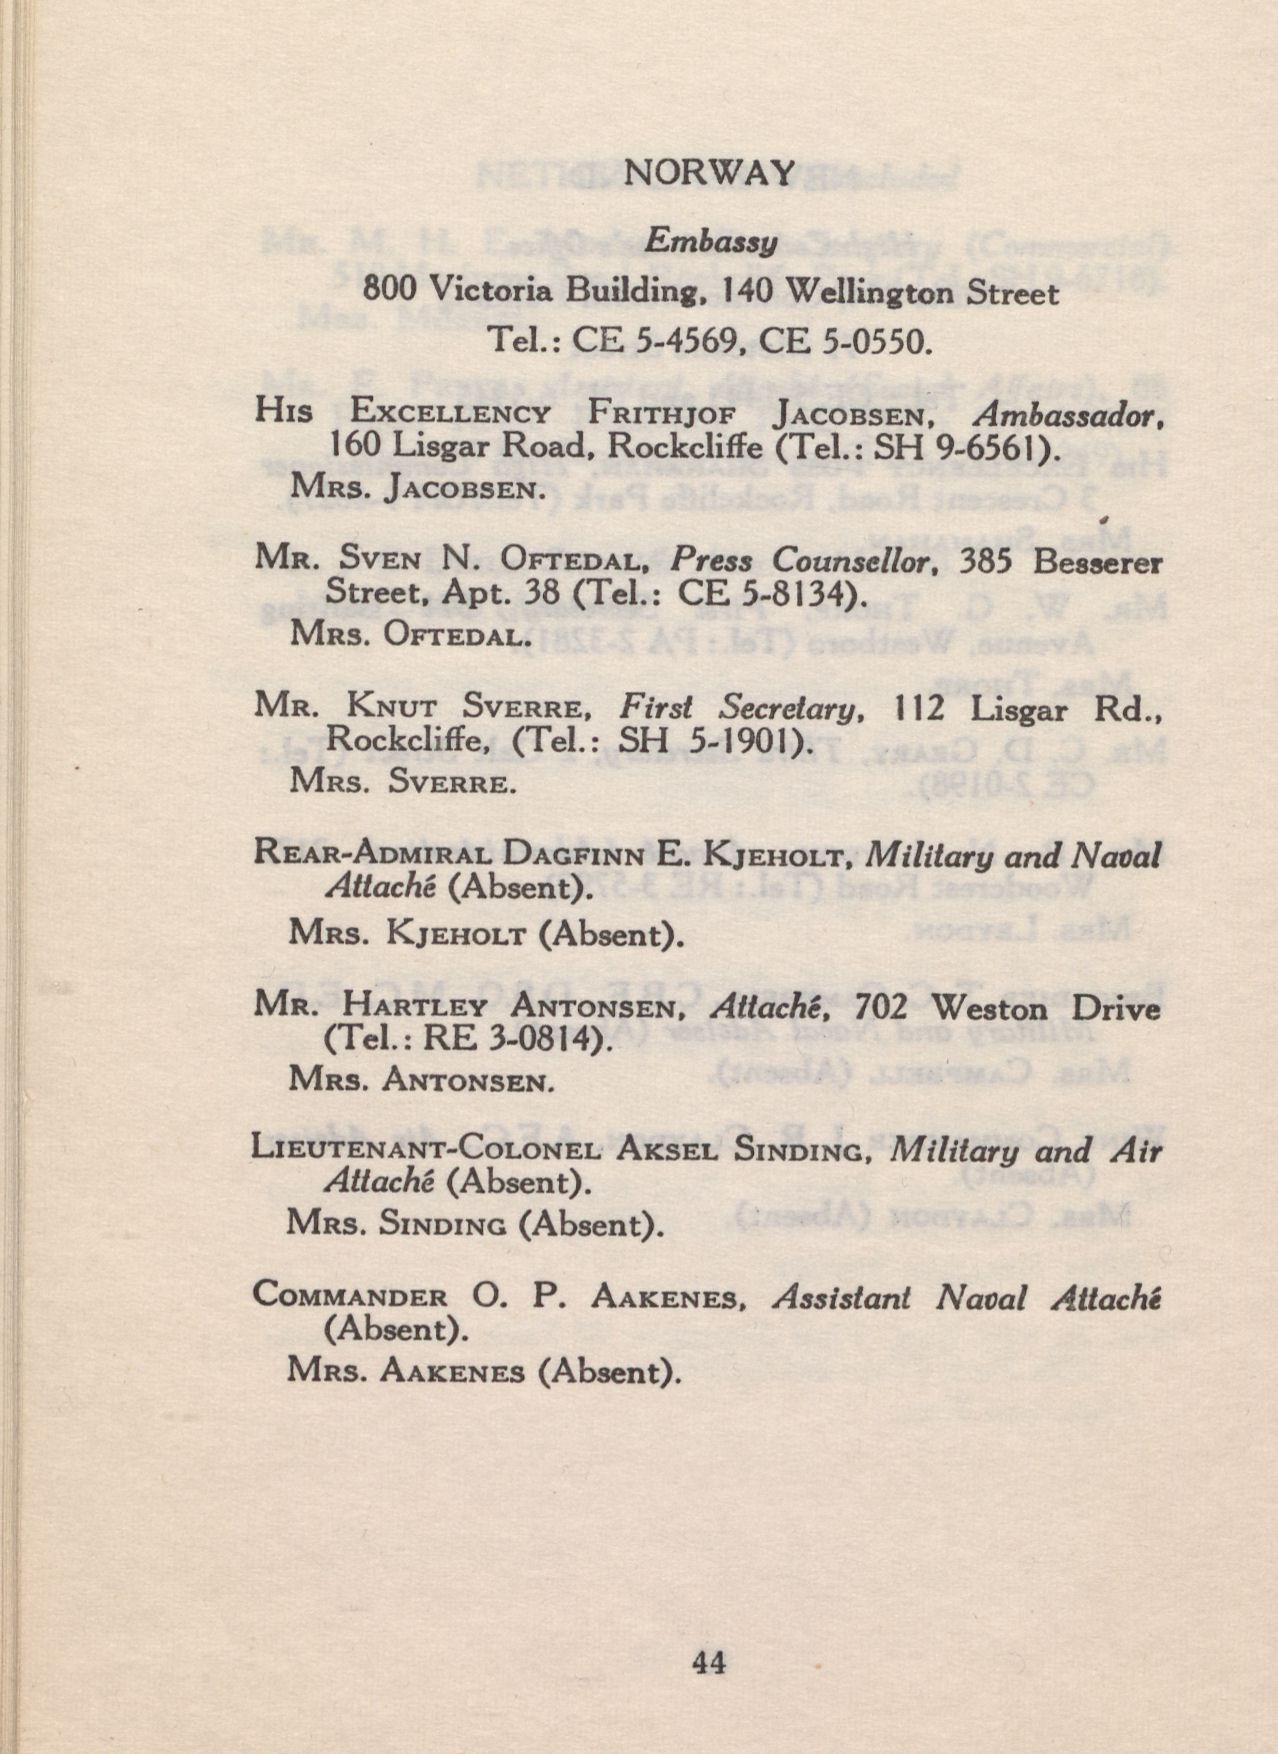 NORWAY
Embassy
800 Victoria Building, 140 Wellington Street
Tel.: CE 5-4569, CE 5-0550.
His Excellency Frithjof Jacobsen, Ambassador,
160 Lisgar Road, Rockcliffe (Tel.: SH 9-6561).
Mrs. Jacobsen.
Mr. Sven N. Oftedal, Press Counsellor, 385 Besserer
Street, Apt. 38 (Tel.: CE 5-8134).
Mrs. Oftedal.
Mr. Knut Sverre, First Secretary, 112 Lisgar Rd.,
Rockcliffe, (Tel.: SH 5-1901).
Mrs. Sverre.
Rear-Admiral Dagfinn E. Kjeholt, Military and Naval
Attaché (Absent).
Mrs. Kjeholt (Absent).
Mr. Hartley Antonsen, Attaché, 702 Weston Drive
(Tel.: RE 3-0814).
Mrs. Antonsen.
Lieutenant-Colonel Aksel Sinding, Military and Air
Attaché (Absent).
Mrs. Sinding (Absent).
Commander O. P. Aakenes, Assistant Naval Attaché
(Absent).
Mrs. Aakenes (Absent).
44